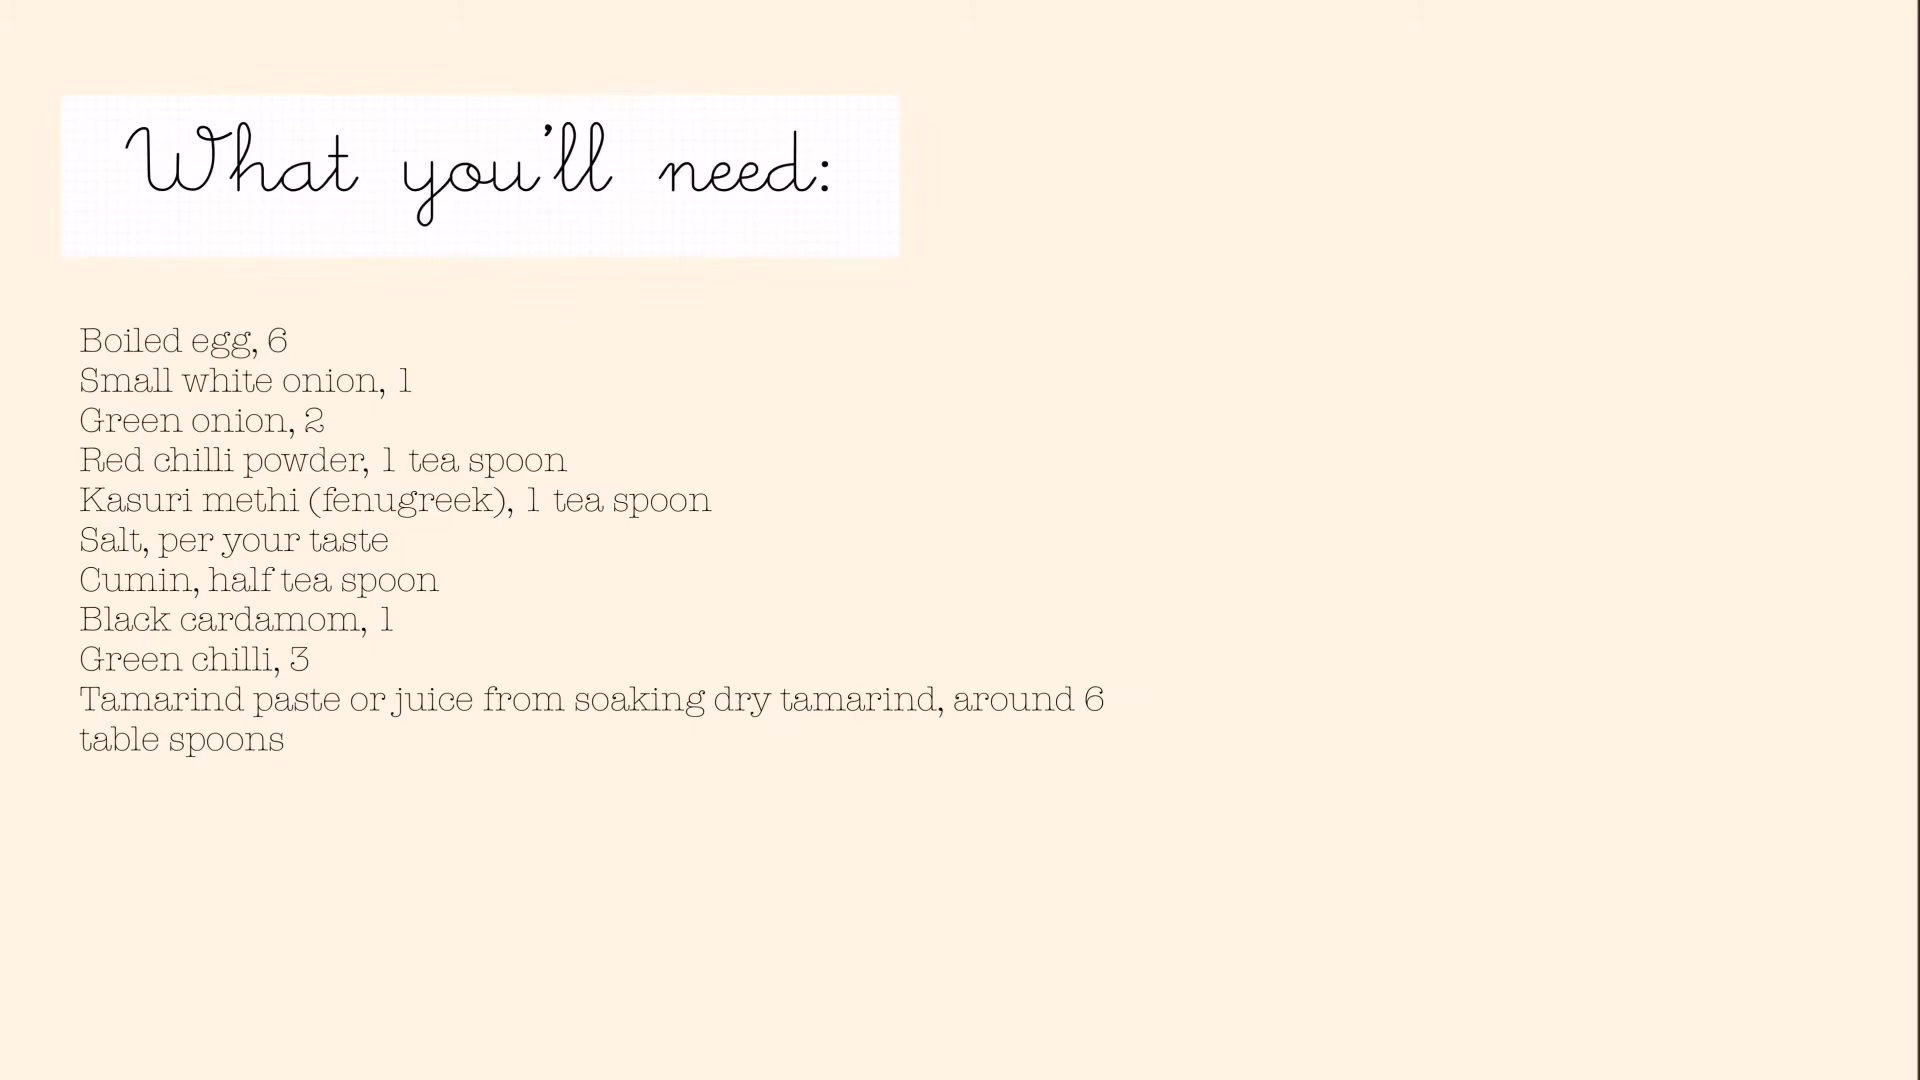 What you'll need:
Boiled egg, 6
Small white onion, 1
Green onion, 2
Red chilli powder, 1 tea spoon
Kasuri methi (fenugreek), 1 tea spoon
Salt, per your taste
Cumin, half tea spoon
Black cardamom, 1
Green chilli, 3
Tamarind paste or juice from soaking dry tamarind, around 6
table spoons